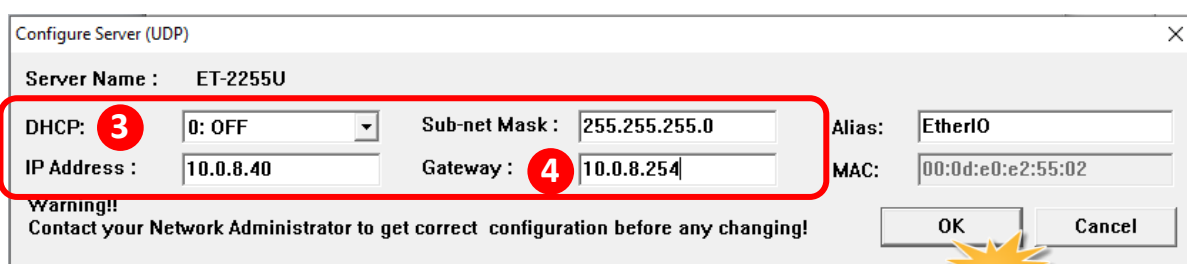 Configure Server (UDP)
Server Name : ET-2255U
DHCP: 3 0: OFF Sub-net Mask : 255.255.255.0 Alias: EtherIO
IP Address : 10.0.8.40 Gateway : 4 10.0.8.254 MAC: 00:0d:e0:e2:55:02
Warning!!
Contact your Network Administrator to get correct configuration before any changing!
OK Cancel